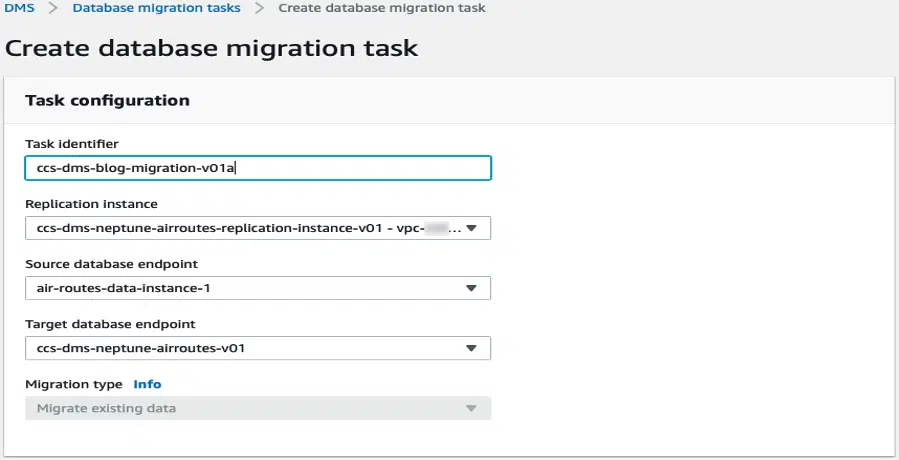 DMS > Database migration tasks > Create database migration task
Create database migration task
Task configuration
Task identifier
ccs-dms-blog-migration-v01a
Replication instance
ccs-dms-neptune-airroutes-replication-instance-v01 - vpc-...
Source database endpoint
air-routes-data-instance-1
Target database endpoint
ccs-dms-neptune-airroutes-v01
Migration type Info
Migrate existing data